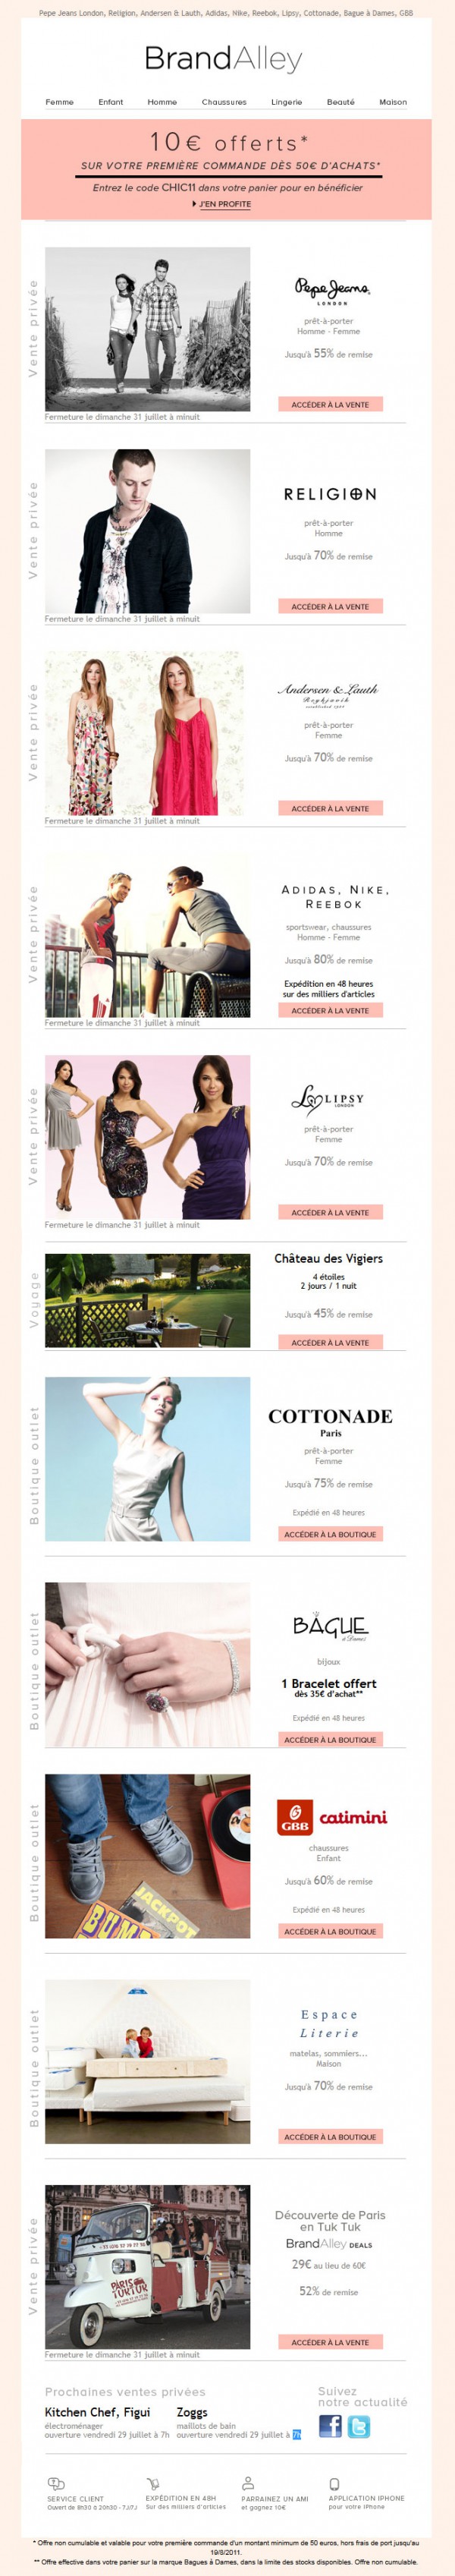 Pepe Jeans London, Religion, Andersen & Lauth, Adidas, Nike, Reebok, Lipsy, Cottonade, Bague à Dames, GBB
BrandAlley
Femme Enfant Homme Chaussures Lingerie Beauté Maison
10€ offerts*
SUR VOTRE PREMIÈRE COMMANDE DÈS 50€ D'ACHATS*
Entrez le code CHIC11 dans votre panier pour en bénéficier
J'EN PROFITE
Vente privée
Pepe Jeans
LONDON
prêt-à-porter
Homme - Femme
Jusqu'à 55% de remise
ACCÉDER À LA VENTE
Fermeture le dimanche 31 juillet à minuit
Vente privée
RELIGION
prêt-à-porter
Homme
Jusqu'à 70% de remise
ACCÉDER À LA VENTE
Fermeture le dimanche 31 juillet à minuit
Vente privée
Andersen & Lauth
Reykjavik
prêt-à-porter
Femme
Jusqu'à 70% de remise
ACCÉDER À LA VENTE
Fermeture le dimanche 31 juillet à minuit
Vente privée
ADIDAS, NIKE,
REEBOK
sportswear, chaussures
Homme - Femme
Jusqu'à 80% de remise
Expédition en 48 heures
sur des milliers d'articles
ACCÉDER À LA VENTE
Fermeture le dimanche 31 juillet à minuit
Vente privée
LIPSY
LONDON
prêt-à-porter
Femme
Jusqu'à 70% de remise
ACCÉDER À LA VENTE
Fermeture le dimanche 31 juillet à minuit
Voyage
Château des Vigiers
4 étoiles
2 jours / 1 nuit
Jusqu'à 45% de remise
ACCÉDER À LA VENTE
Boutique outlet
COTTONADE
Paris
prêt-à-porter
Femme
Jusqu'à 75% de remise
Expédié en 48 heures
ACCÉDER À LA BOUTIQUE
Boutique outlet
BAGUE
à Dames
bijoux
1 Bracelet offert
dès 35€ d'achat**
Expédié en 48 heures
ACCÉDER À LA BOUTIQUE
Boutique outlet
GBB catimini
chaussures
Enfant
Jusqu'à 60% de remise
Expédié en 48 heures
ACCÉDER À LA BOUTIQUE
JACKPOT
Boutique outlet
Espace
Literie
matelas, sommiers...
Maison
Jusqu'à 70% de remise
ACCÉDER À LA BOUTIQUE
Vente privée
PARIS
TUKTUK
Découverte de Paris
en Tuk Tuk
BrandAlley DEALS
29€ au lieu de 60€
52% de remise
ACCÉDER À LA VENTE
Fermeture le dimanche 31 juillet à minuit
Prochaines ventes privées
Kitchen Chef, Figui
électroménager
ouverture vendredi 29 juillet à 7h
Zoggs
maillots de bain
ouverture vendredi 29 juillet à 7h
Suivez
notre actualité
SERVICE CLIENT
Ouvert de 8h30 à 20h30 - 7J/7J
EXPÉDITION EN 48H
Sur des milliers d'articles
PARRAINEZ UN AMI
et gagnez 10€
APPLICATION IPHONE
pour votre iPhone
* Offre non cumulable et valable pour votre première commande d'un montant minimum de 50 euros, hors frais de port jusqu'au
19/8/2011.
** Offre effective dans votre panier sur la marque Bagues à Dames, dans la limite des stocks disponibles. Offre non cumulable.